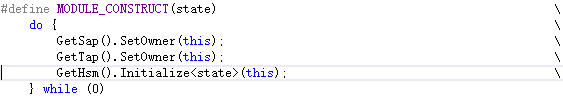 #define MODULE_CONSTRUCT(state) \
    do { \
        GetSap().SetOwner(this); \
        GetTap().SetOwner(this); \
        GetHsm().Initialize<state>(this); \
    } while (0)